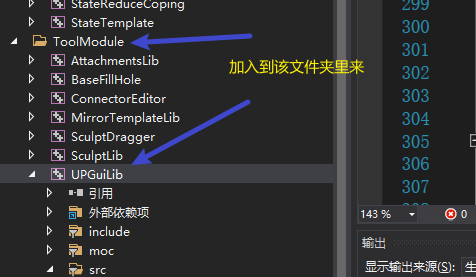 StateReduceCoping
StateTemplate
ToolModule
AttachmentsLib
BaseFillHole
ConnectorEditor
MirrorTemplateLib
SculptDragger
SculptLib
UPGuiLib
引用
外部依赖项
include
moc
src
加入到该文件夹里来
299
300
301
302
303
304
305
306
307
143 %
0
输出
显示输出来源(S):